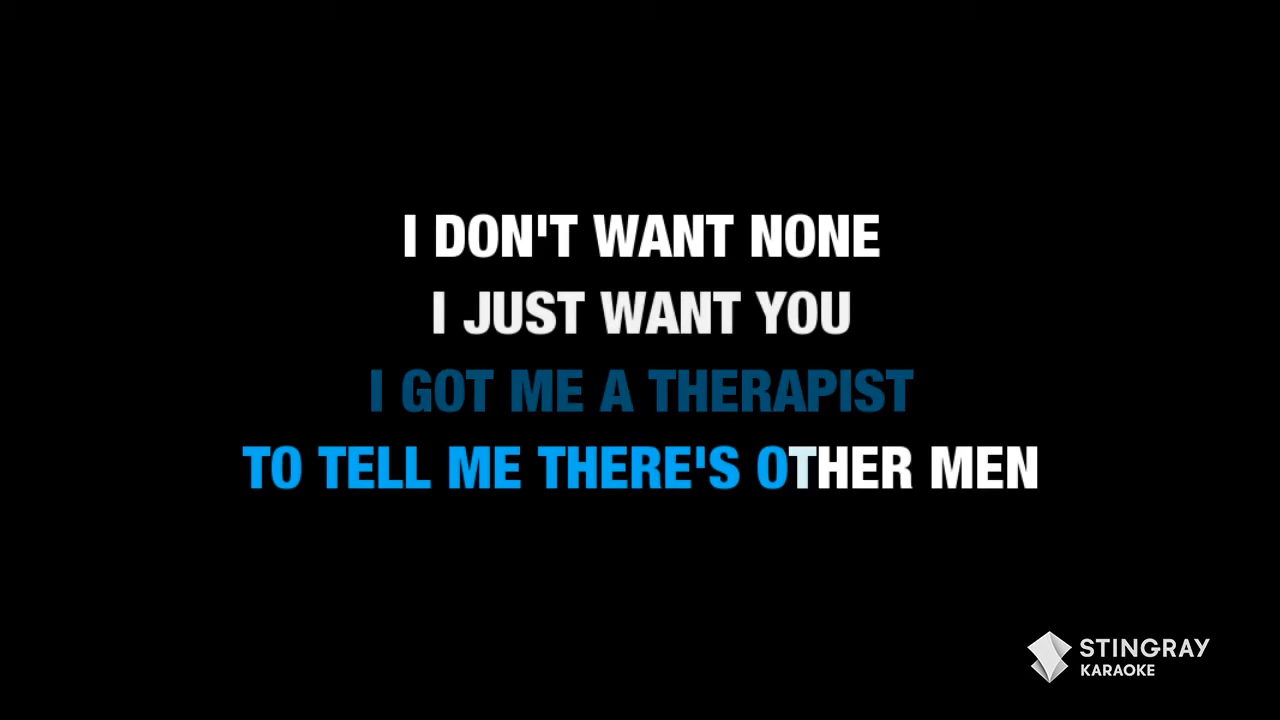 I DON'T WANT NONE
I JUST WANT YOU
I GOT ME A THERAPIST
TO TELL ME THERE'S OTHER MEN
STINGRAY
KARAOKE